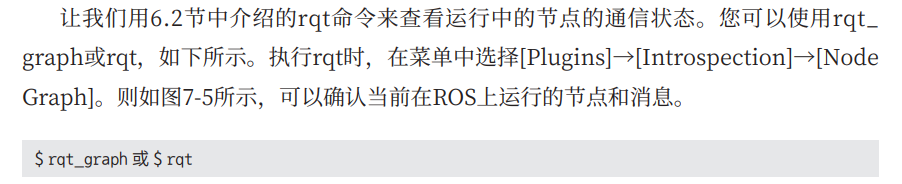 让我们用6.2节中介绍的rqt命令来查看运行中的节点的通信状态。您可以使用rqt_
graph或rqt，如下所示。执行rqt时，在菜单中选择[Plugins]→[Introspection]→[Node
Graph]。则如图7-5所示，可以确认当前在ROS上运行的节点和消息。
$ rqt_graph 或 $ rqt